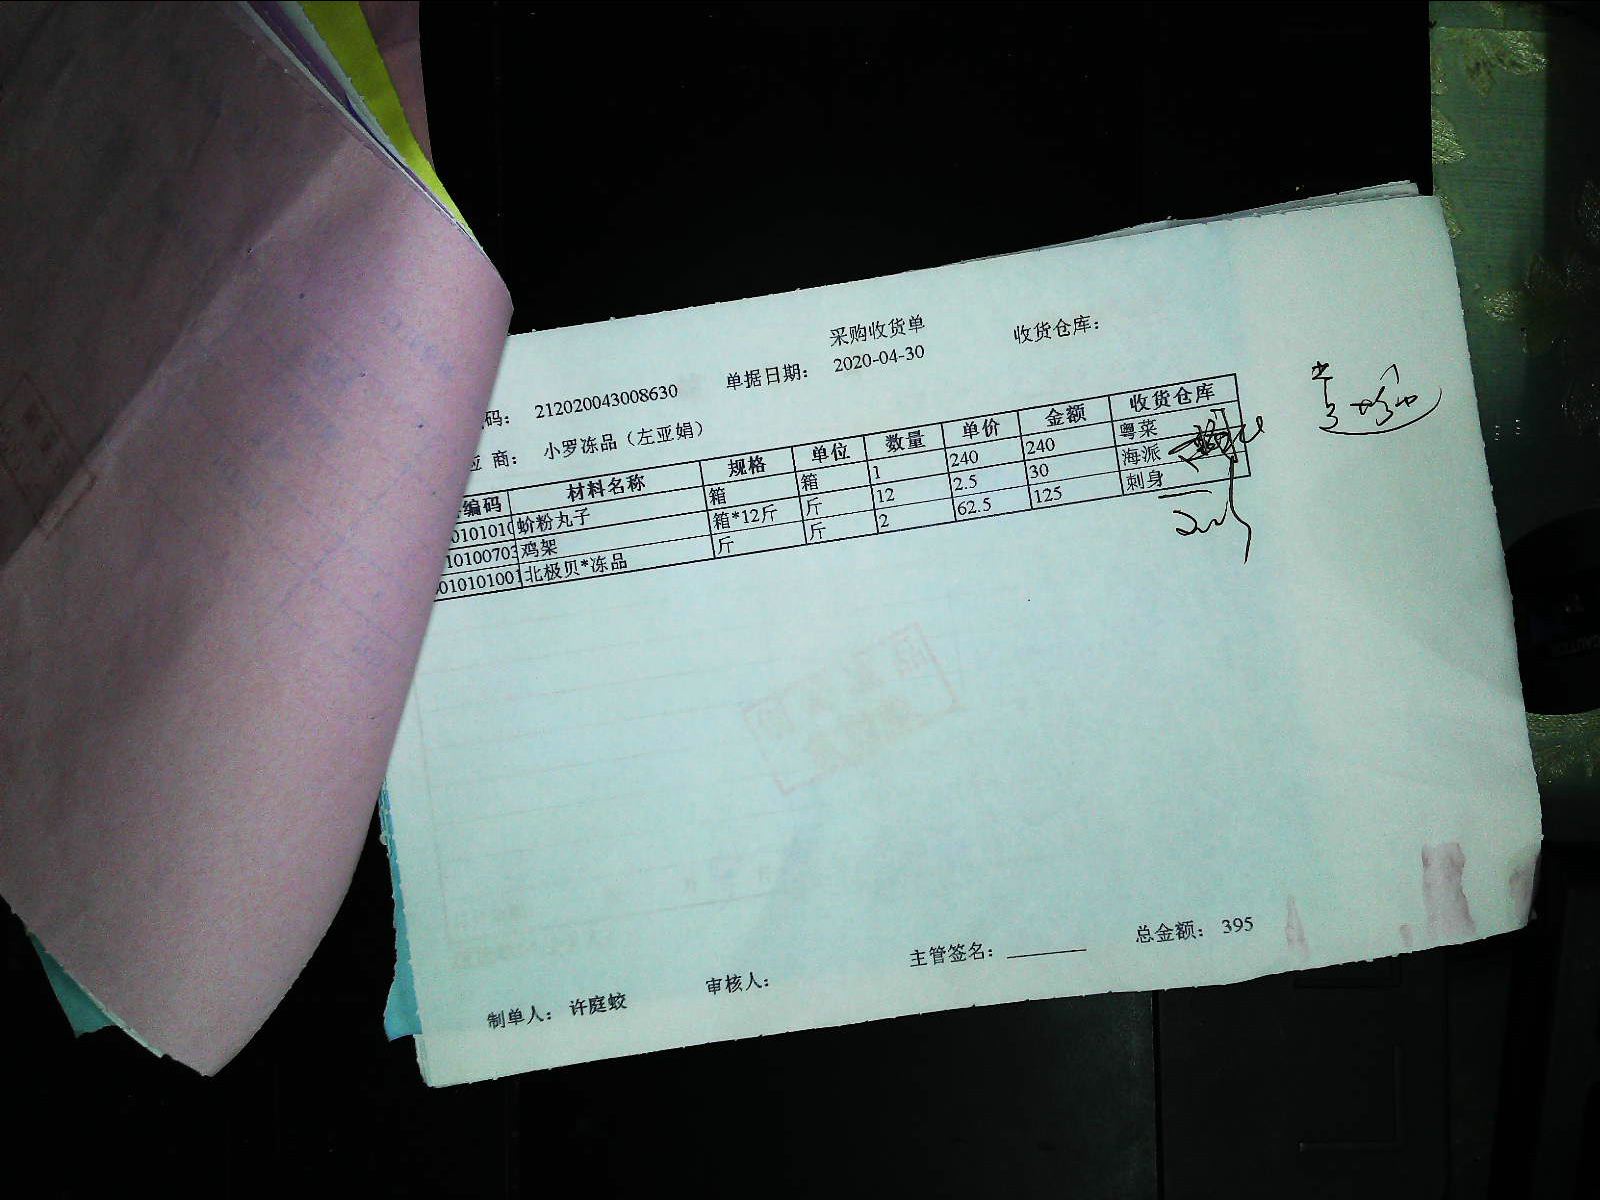 采购收货单
码： 212020043008630 单据日期： 2020-04-30 收货仓库：
应 商： 小罗冻品（左亚娟）
编码 材料名称 规格 单位 数量 单价 金额 收货仓库
010101 蚧粉丸子 箱 箱 1 240 240 粤菜
10100703 鸡架 箱*12斤 斤 12 2.5 30 海派
010101001 北极贝*冻品 斤 斤 2 62.5 125 刺身
制单人： 许庭蛟 审核人： 主管签名： 总金额： 395